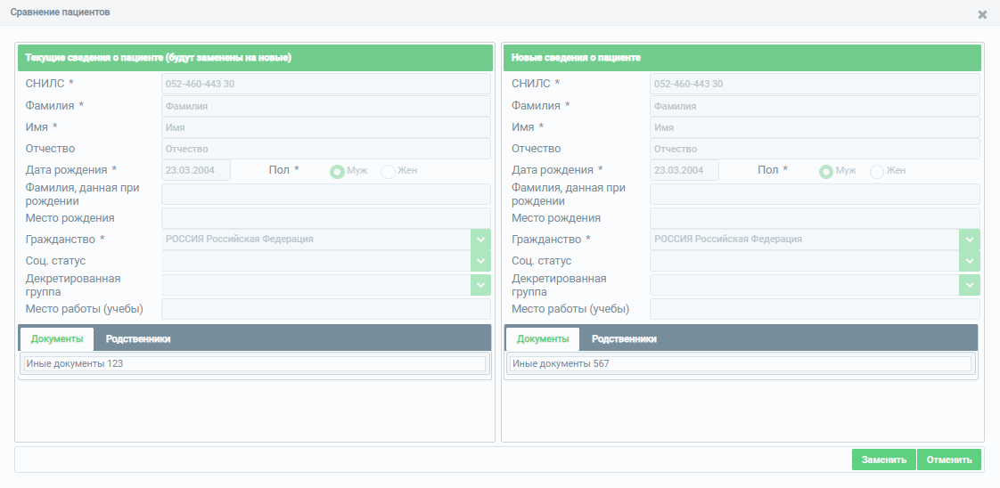 Сравнение пациентов
Текущие сведения о пациенте (будут заменены на новые)
СНИЛС *
052-460-443 30
Фамилия *
Фамилия
Имя *
Имя
Отчество
Отчество
Дата рождения *
23.03.2004
Пол *
Муж
Жен
Фамилия, данная при
рождении
Место рождения
Гражданство *
РОССИЯ Российская Федерация
Соц. статус
Декретированная
группа
Место работы (учебы)
Документы
Родственники
Иные документы 123
Новые сведения о пациенте
СНИЛС *
052-460-443 30
Фамилия *
Фамилия
Имя *
Имя
Отчество
Отчество
Дата рождения *
23.03.2004
Пол *
Муж
Жен
Фамилия, данная при
рождении
Место рождения
Гражданство *
РОССИЯ Российская Федерация
Соц. статус
Декретированная
группа
Место работы (учебы)
Документы
Родственники
Иные документы 567
Заменить
Отменить